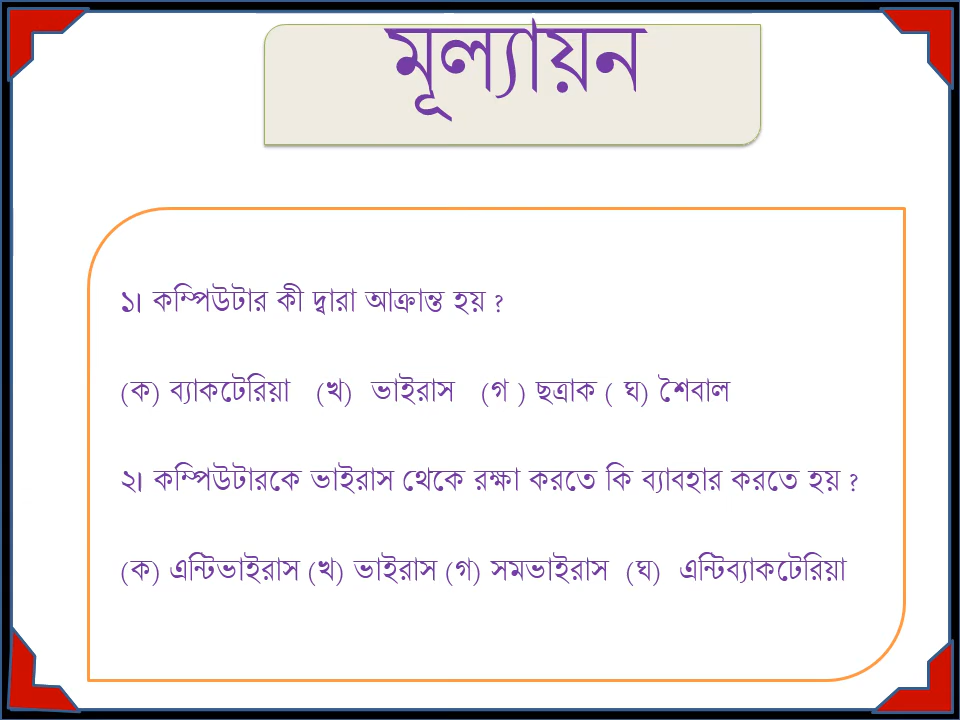 মূল্যায়ন
১। কম্পিউটার কী দ্বারা আক্রান্ত হয় ?
(ক) ব্যাকটেরিয়া (খ) ভাইরাস (গ ) ছত্রাক ( ঘ) শৈবাল
২। কম্পিউটারকে ভাইরাস থেকে রক্ষা করতে কি ব্যাবহার করতে হয় ?
(ক) এন্টিভাইরাস (খ) ভাইরাস (গ) সমভাইরাস (ঘ) এন্টিব্যাকটেরিয়া